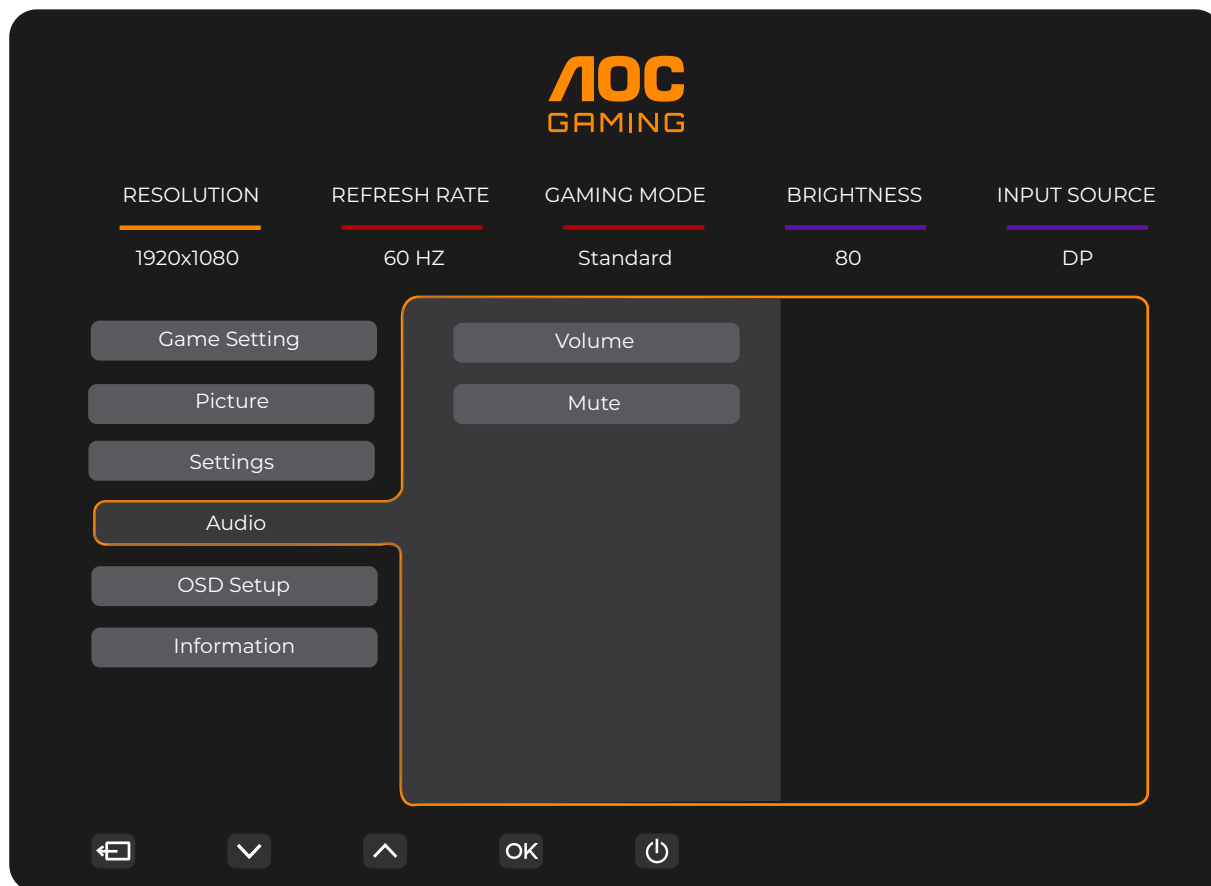 AOC
GAMING
RESOLUTION REFRESH RATE GAMING MODE BRIGHTNESS INPUT SOURCE
1920x1080 60 HZ Standard 80 DP
Game Setting Volume
Picture Mute
Settings
Audio
OSD Setup
Information
OK